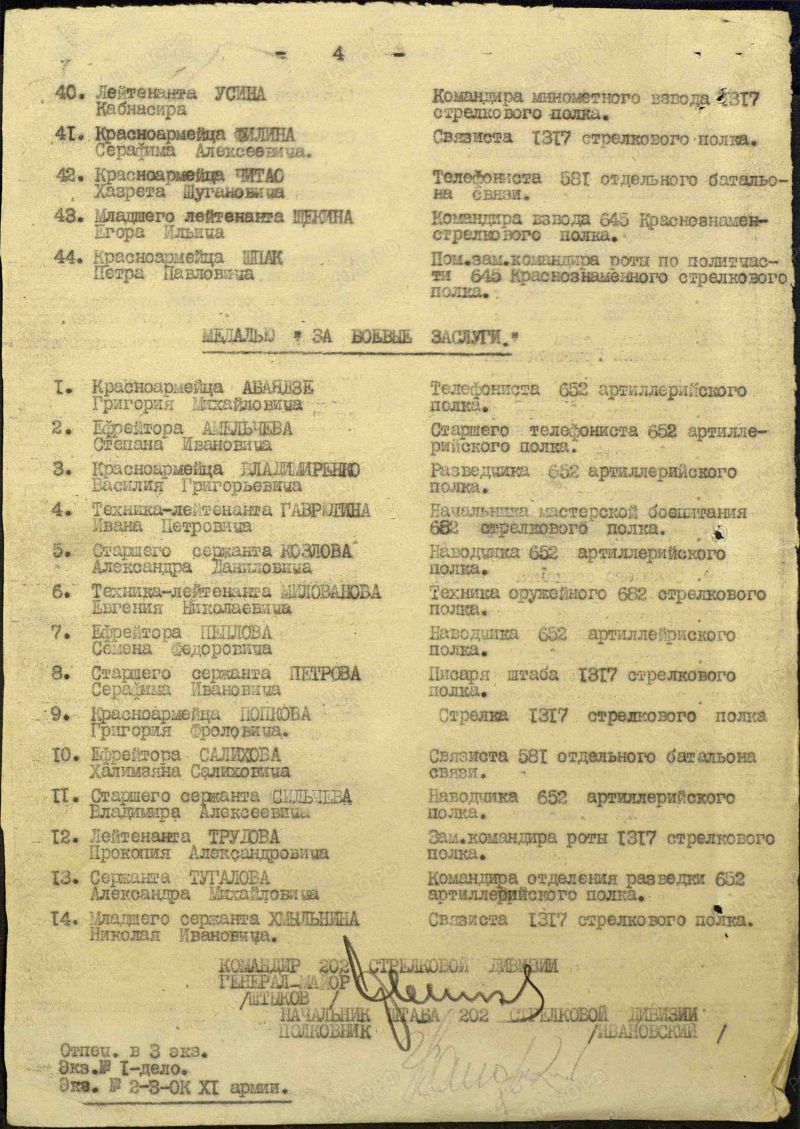 - 4 -
40. Лейтенанта УСИНА Командира минометного взвода 1317
Кабнасира стрелкового полка.
41. Красноармейца ФИЛИНА Связиста 1317 стрелкового полка.
Серафима Алексеевича.
42. Красноармейца ЧИТАО Телефониста 581 отдельного батальо-
Хазрета Шугановича на связи.
43. Младшего лейтенанта ЩЕКИНА Командира взвода 645 Краснознамен-
Егора Ильича стрелкового полка.
44. Красноармейца ШПАК Пом.зам.командира роты по политчас-
Петра Павловича ти 645 Краснознаменного стрелкового
полка.
МЕДАЛЬЮ " ЗА БОЕВЫЕ ЗАСЛУГИ."
1. Красноармейца АБАЯДЗЕ Телефониста 652 артиллерийского
Григория Михайловича полка.
2. Ефрейтора АМЕЛЬЧЕВА Старшего телефониста 652 артилле-
Степана Ивановича рийского полка.
3. Красноармейца ВЛАДИМИРЕНКО Разведчика 652 артиллерийского
Василия Григорьевича полка.
4. Техника-лейтенанта ГАВРЮЛИНА Начальника мастерской боепитания
Ивана Петровича 682 стрелкового полка.
5. Старшего сержанта КОЗЛОВА Наводчика 652 артиллерийского
Александра Даниловича полка.
6. Техника-лейтенанта МИЛОВАНОВА Техника оружейного 682 стрелкового
Евгения Николаевича полка.
7. Ефрейтора ПЕПЛОВА Наводчика 652 артиллейриского
Семена Федоровича полка.
8. Старшего сержанта ПЕТРОВА Писаря штаба 1317 стрелкового
Серафима Ивановича полка.
9. Красноармейца ПОПКОВА Стрелка 1317 стрелкового полка
Григория Фроловича.
10. Ефрейтора САЛИХОВА Связиста 581 отдельного батальона
Халимзяна Салиховича связи.
11. Старшего сержанта СИЛЬЧЕВА Наводчика 652 артиллерийского
Владимира Алексеевича полка.
12. Лейтенанта ТРУДОВА Зам.командира роты 1317 стрелкового
Прокопия Александровича полка.
13. Сержанта ТУГАЛОВА Командира отделения разведки 652
Александра Михайловича артиллерийского полка.
14. Младшего сержанта ХМЫЛЬНИНА Связиста 1317 стрелкового полка.
Николая Ивановича.
КОМАНДИР 202 СТРЕЛКОВОЙ ДИВИЗИИ
ГЕНЕРАЛ-МАЙОР
/ШТЫКОВ /
НАЧАЛЬНИК ШТАБА 202 СТРЕЛКОВОЙ ДИВИЗИИ
ПОЛКОВНИК /ИВАНОВСКИЙ /
Отпеч. в 3 экз.
Экз.№ 1-дело.
Экз. № 2-3-ОК XI армии.